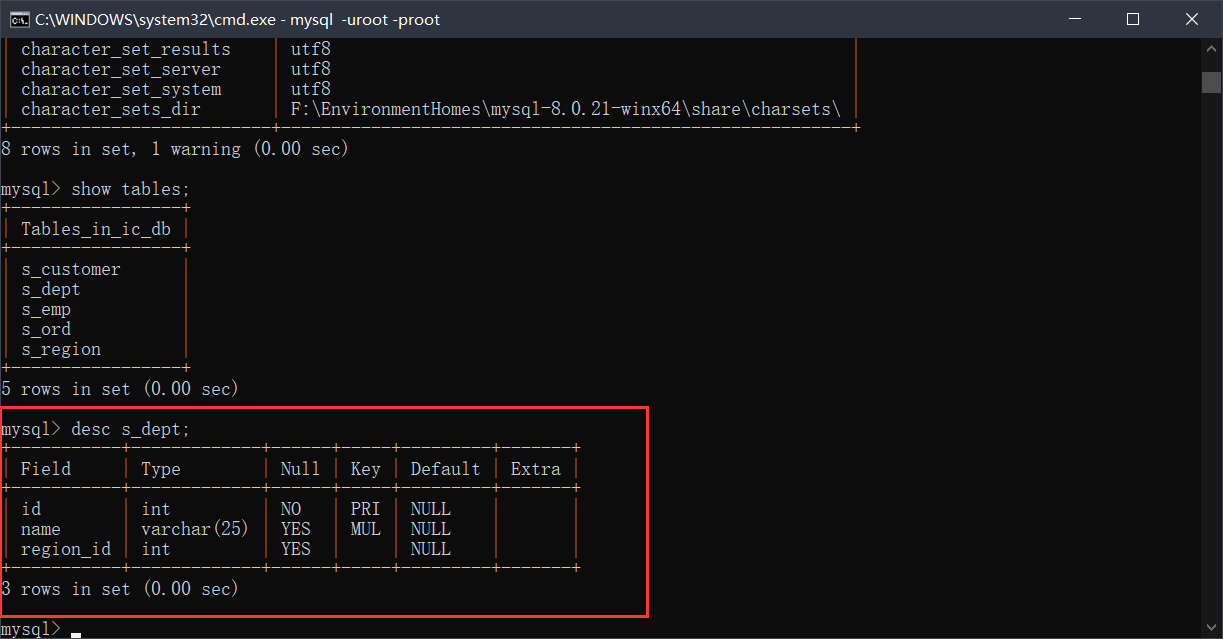 C:\WINDOWS\system32\cmd.exe - mysql  -uroot -proot
| character_set_results    | utf8                                                    |
| character_set_server     | utf8                                                    |
| character_set_system     | utf8                                                    |
| character_sets_dir       | F:\EnvironmentHomes\mysql-8.0.21-winx64\share\charsets\ |
+--------------------------+---------------------------------------------------------+
8 rows in set, 1 warning (0.00 sec)
mysql> show tables;
+-----------------+
| Tables_in_ic_db |
+-----------------+
| s_customer      |
| s_dept          |
| s_emp           |
| s_ord           |
| s_region        |
+-----------------+
5 rows in set (0.00 sec)
mysql> desc s_dept;
+-----------+-------------+------+-----+---------+-------+
| Field     | Type        | Null | Key | Default | Extra |
+-----------+-------------+------+-----+---------+-------+
| id        | int         | NO   | PRI | NULL    |       |
| name      | varchar(25) | YES  | MUL | NULL    |       |
| region_id | int         | YES  |     | NULL    |       |
+-----------+-------------+------+-----+---------+-------+
3 rows in set (0.00 sec)
mysql>